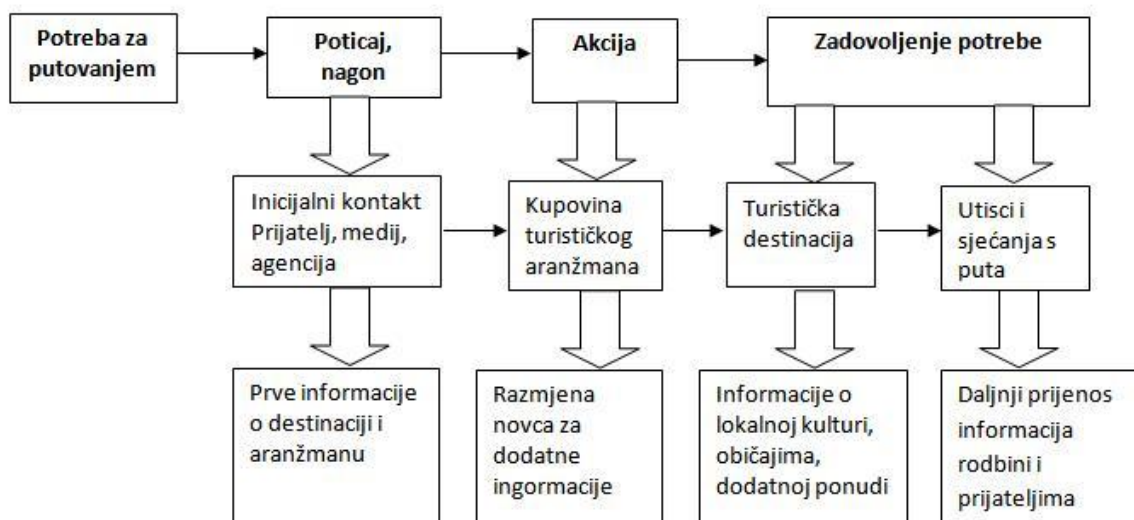 Potreba za
putovanjem
Poticaj,
nagon
Akcija
Zadovoljenje potrebe
Inicijalni kontakt
Prijatelj, medij,
agencija
Kupovina
turističkog
aranžmana
Turistička
destinacija
Utisci i
sjećanja s
puta
Prve informacije
o destinaciji i
aranžmanu
Razmjena
novca za
dodatne
ingormacije
Informacije o
lokalnoj kulturi,
običajima,
dodatnoj ponudi
Daljnji prijenos
informacija
rodbini i
prijateljima